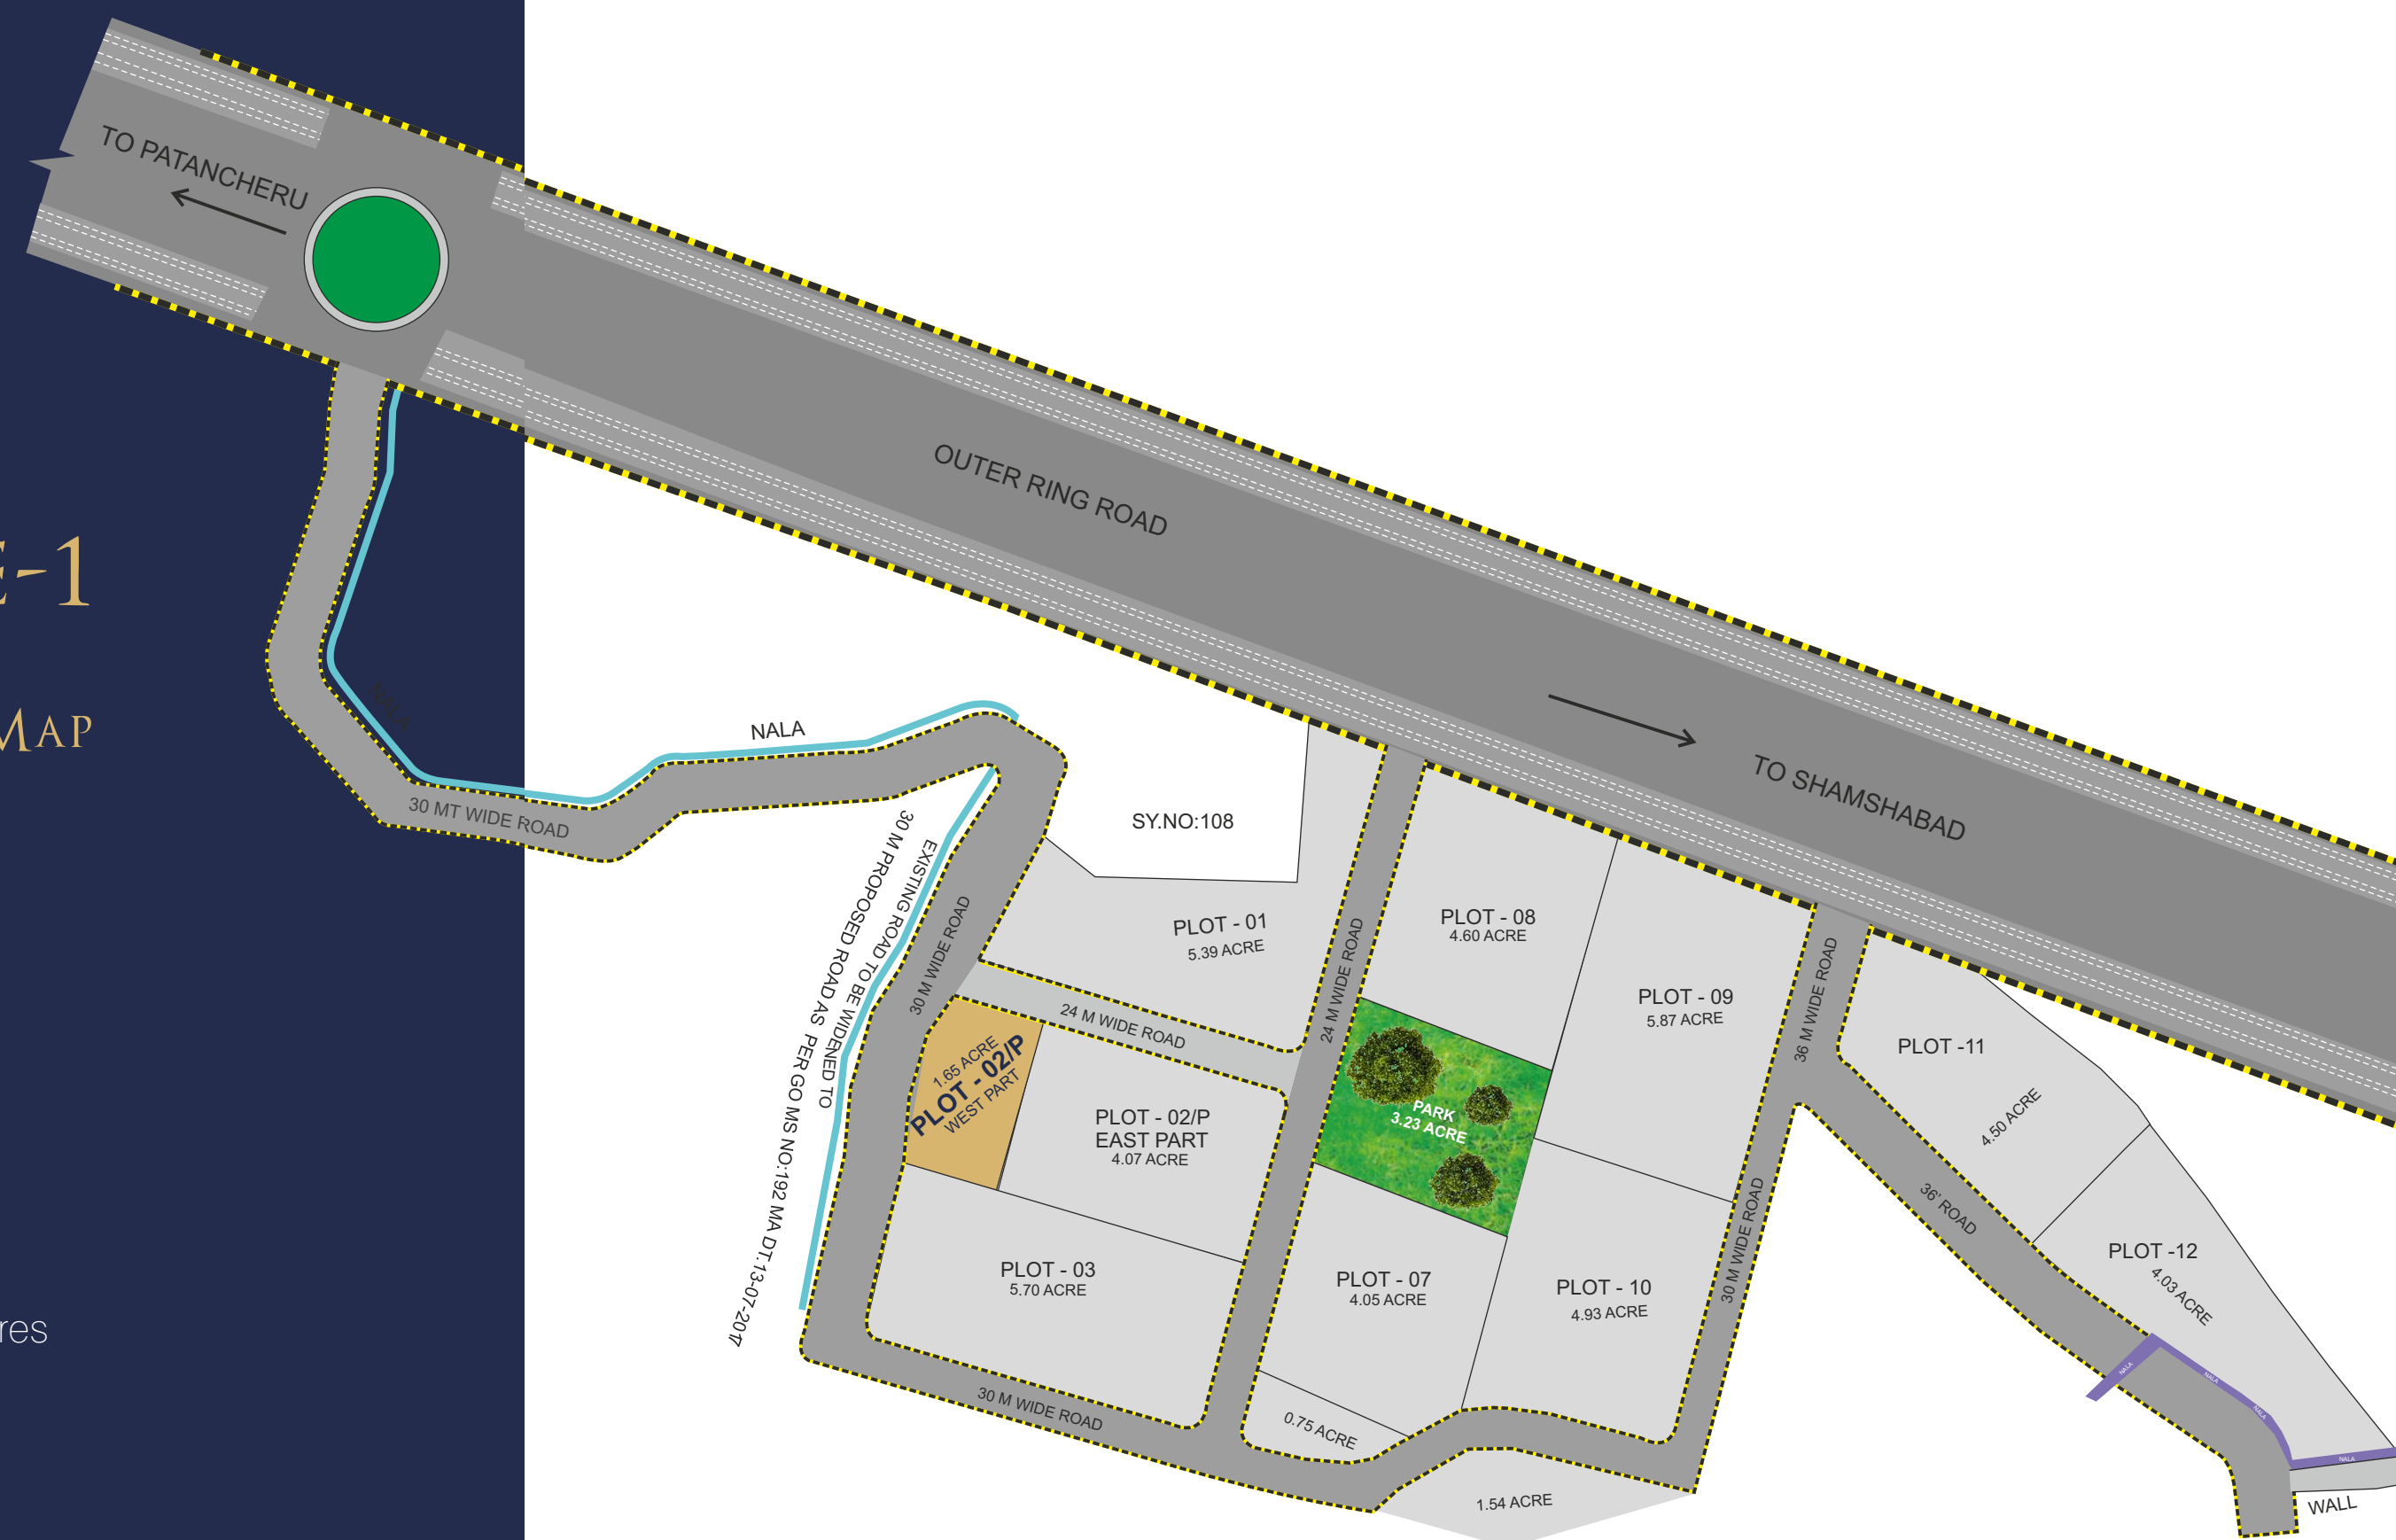 TO PATANCHERU
OUTER RING ROAD
TO SHAMSHABAD
-1
MAP
res
NALA
30 MT WIDE ROAD
NALA
30 M PROPOSED ROAD AS PER GO MS NO:192 MA DT.13-07-2017
EXISTING ROAD TO BE WIDENED TO
30 M WIDE ROAD
SY.NO:108
PLOT - 01
5.39 ACRE
24 M WIDE ROAD
24 M WIDE ROAD
1.65 ACRE
PLOT - 02/P
WEST PART
PLOT - 02/P
EAST PART
4.07 ACRE
PLOT - 03
5.70 ACRE
30 M WIDE ROAD
PLOT - 08
4.60 ACRE
PLOT - 09
5.87 ACRE
PARK
3.23 ACRE
PLOT - 07
4.05 ACRE
PLOT - 10
4.93 ACRE
0.75 ACRE
1.54 ACRE
36 M WIDE ROAD
30 M WIDE ROAD
PLOT -11
4.50 ACRE
36' ROAD
PLOT -12
4.03 ACRE
NALA
NALA
NALA
NALA
WALL